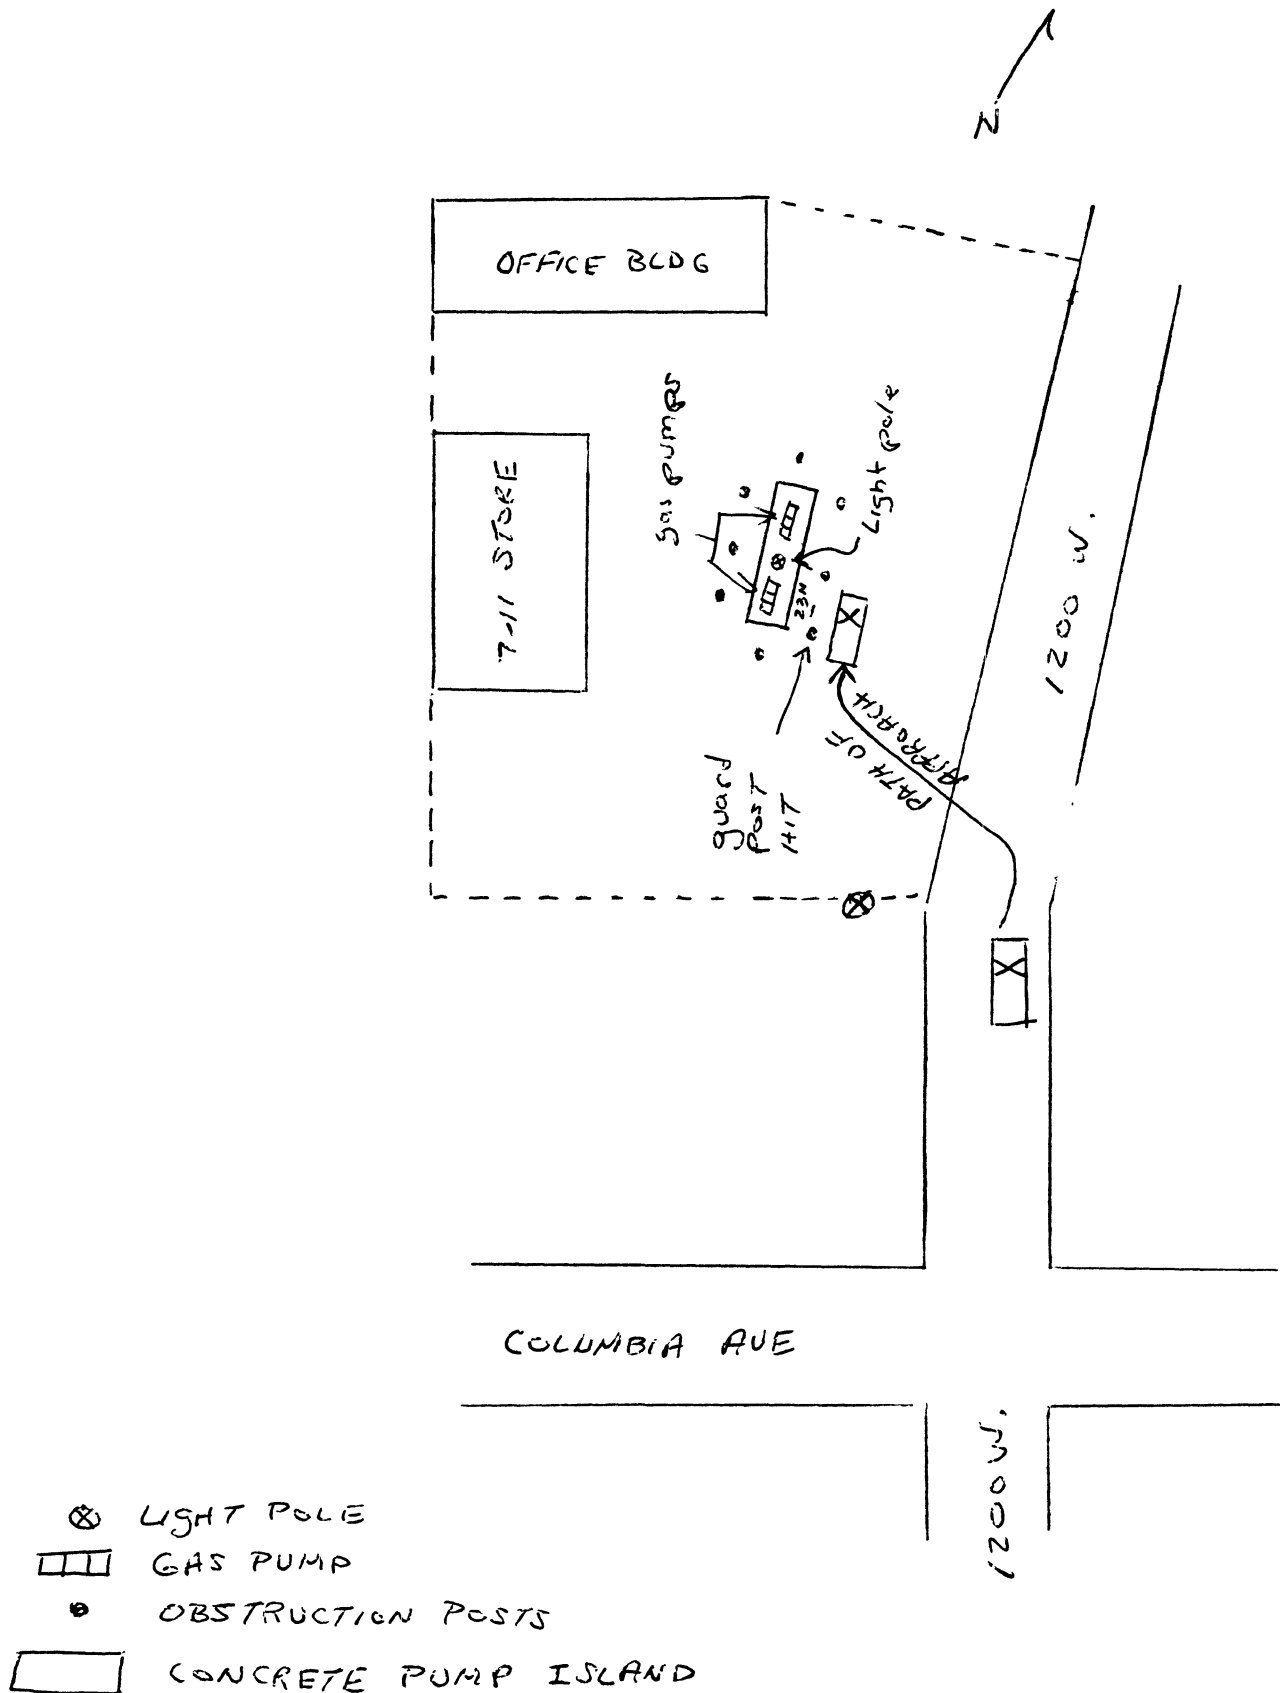 N
OFFICE BLDG
gas pumps
Light pole
7-11 STORE
23N
1200 W.
PATH OF
APPROACH
guard
POST
HIT
COLUMBIA AVE
1200 W.
LIGHT POLE
GAS PUMP
OBSTRUCTION POSTS
CONCRETE PUMP ISLAND